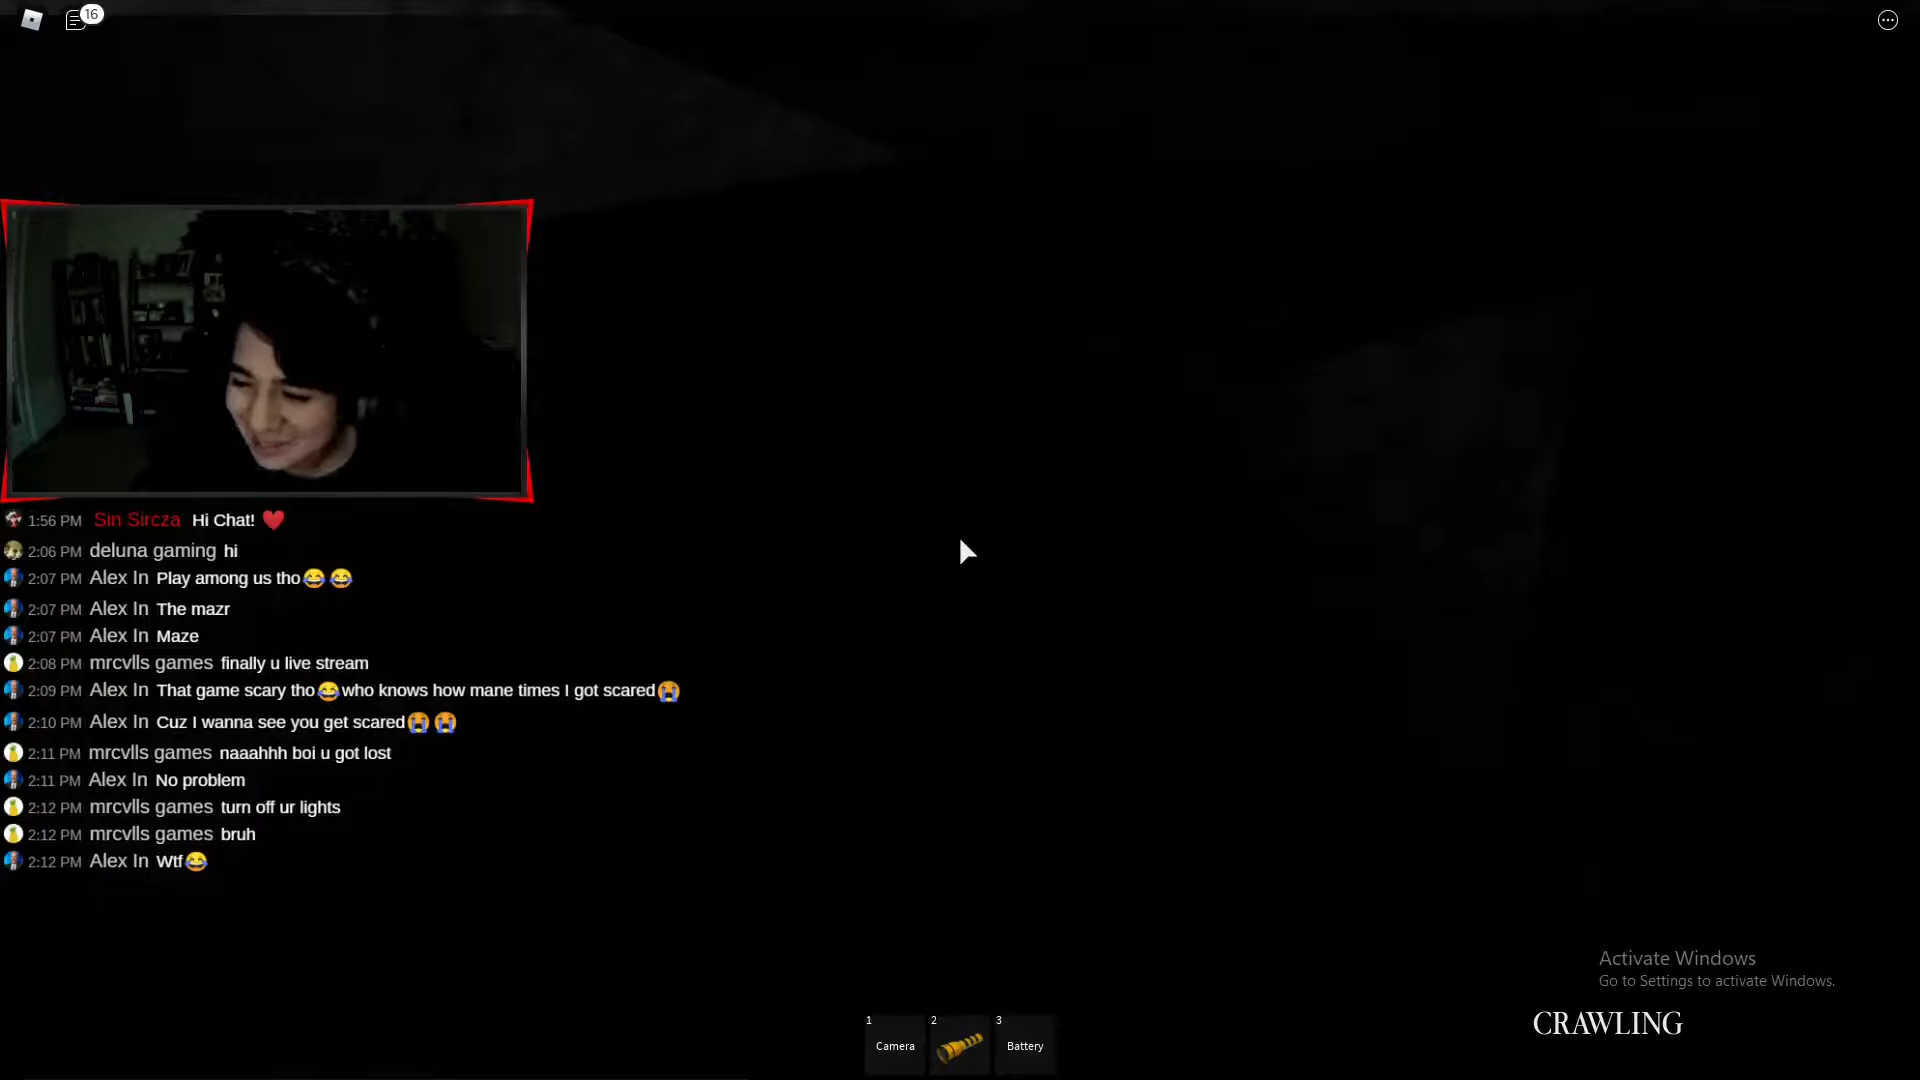 16
1:56 PM Sin Sircza Hi Chat! ❤️
2:06 PM deluna gaming hi
2:07 PM Alex In Play among us tho😂😂
2:07 PM Alex In The mazr
2:07 PM Alex In Maze
2:08 PM mrcvlls games finally u live stream
2:09 PM Alex In That game scary tho😂who knows how mane times I got scared😭
2:10 PM Alex In Cuz I wanna see you get scared😭😭
2:11 PM mrcvlls games naaahhh boi u got lost
2:11 PM Alex In No problem
2:12 PM mrcvlls games turn off ur lights
2:12 PM mrcvlls games bruh
2:12 PM Alex In Wtf😂
Activate Windows
Go to Settings to activate Windows.
CRAWLING
1 2 3
Camera Battery